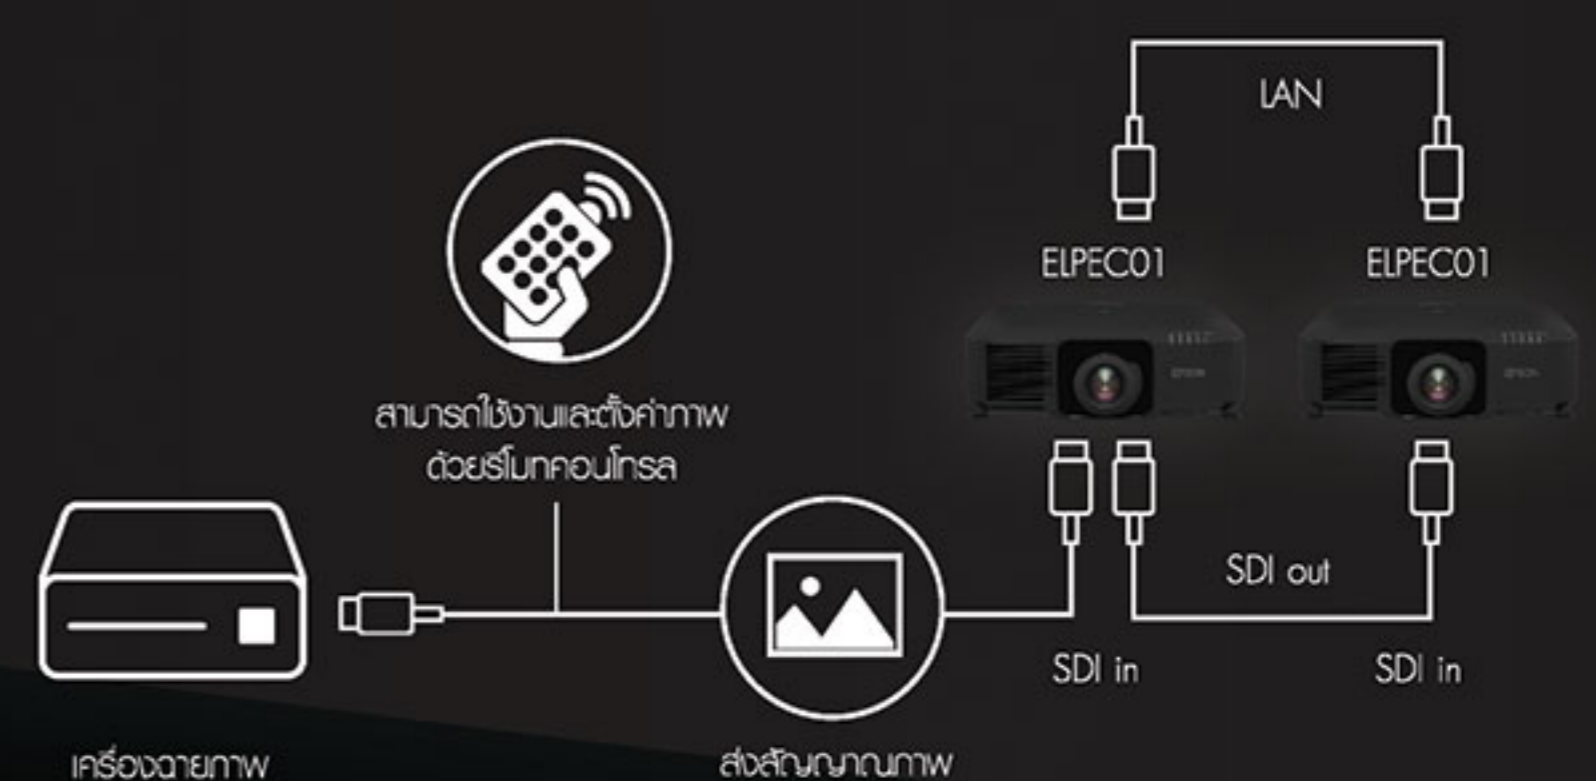 LAN
ELPEC01
ELPEC01
EPSON
EPSON
สามารถใช้งานและตั้งค่าภาพ
ด้วยรีโมทคอนโทรล
SDI out
SDI in
SDI in
เครื่องฉายภาพ
ส่งสัญญาณภาพ